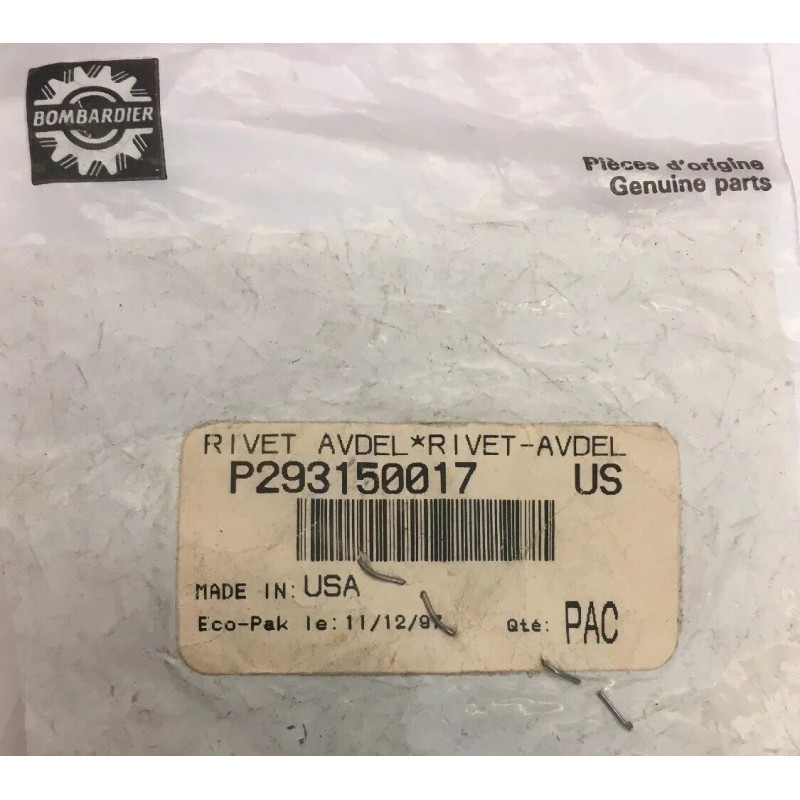 BOMBARDIER
Pièces d'origine
Genuine parts
RIVET AVDEL*RIVET-AVDEL
P293150017 US
MADE IN: USA
Eco-Pak le: 11/12/97 Qté: PAC